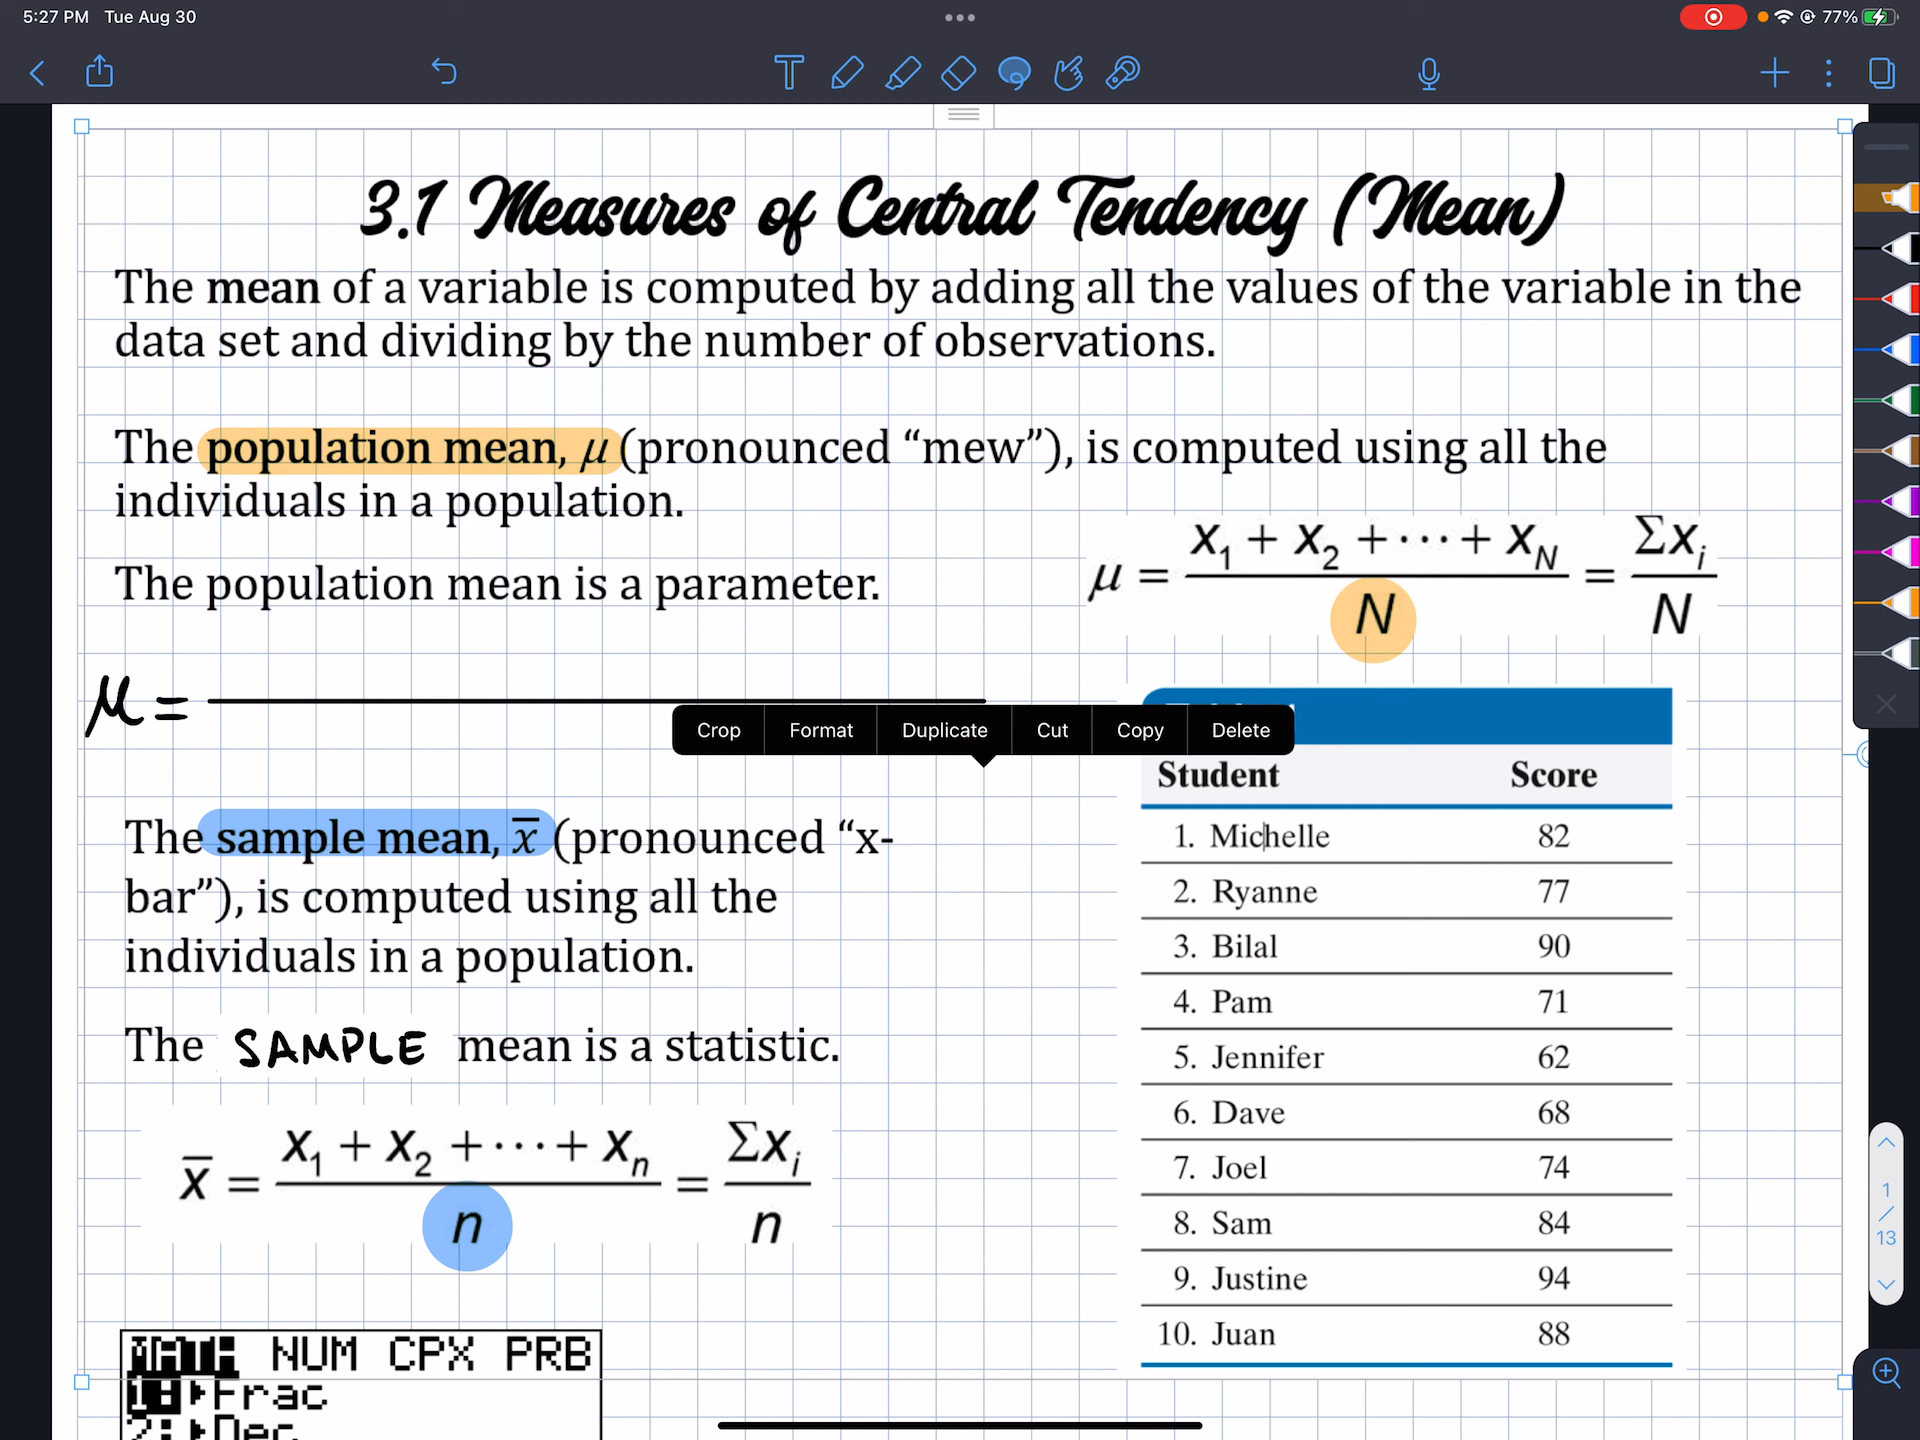 5:27 PM Tue Aug 30
77%
3.1 Measures of Central Tendency (Mean)
The mean of a variable is computed by adding all the values of the variable in the
data set and dividing by the number of observations.
The population mean, μ (pronounced “mew”), is computed using all the
individuals in a population.
The population mean is a parameter.
μ = x₁ + x₂ + ⋯ + x_N / N = Σxᵢ / N
μ =
Crop Format Duplicate Cut Copy Delete
The sample mean, x̅ (pronounced “x-
bar”), is computed using all the
individuals in a population.
The SAMPLE mean is a statistic.
x̅ = x₁ + x₂ + ⋯ + xₙ / n = Σxᵢ / n
Student Score
1. Michelle 82
2. Ryanne 77
3. Bilal 90
4. Pam 71
5. Jennifer 62
6. Dave 68
7. Joel 74
8. Sam 84
9. Justine 94
10. Juan 88
MATH NUM CPX PRB
1:▸Frac
2:▸Dec
1 / 13